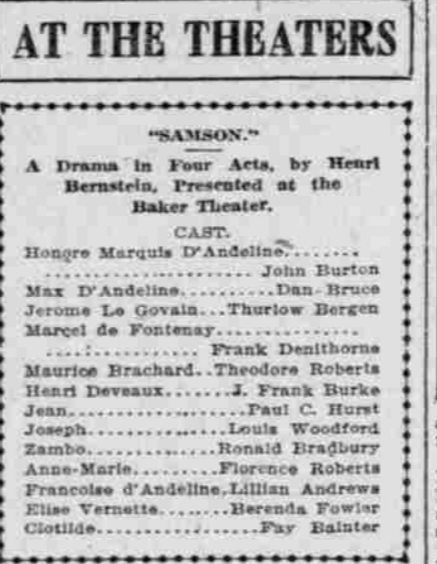 AT THE THEATERS
"SAMSON."
A Drama in Four Acts, by Henri
Bernstein, Presented at the
Baker Theater.
CAST.
Honore Marquis D'Andeline........
........................ John Burton
Max D'Andeline..........Dan Bruce
Jerome Le Govain...Thurlow Bergen
Marcel de Fontenay...............
.................. Frank Denithorne
Maurice Brachard..Theodore Roberts
Henri Deveaux.......J. Frank Burke
Jean..................Paul C. Hurst
Joseph...............Louis Woodford
Zambo..............Ronald Bradbury
Anne-Marie.........Florence Roberts
Francoise d'Andeline.Lillian Andrews
Elise Vernette........Berenda Fowler
Clotilde..................Fay Bainter